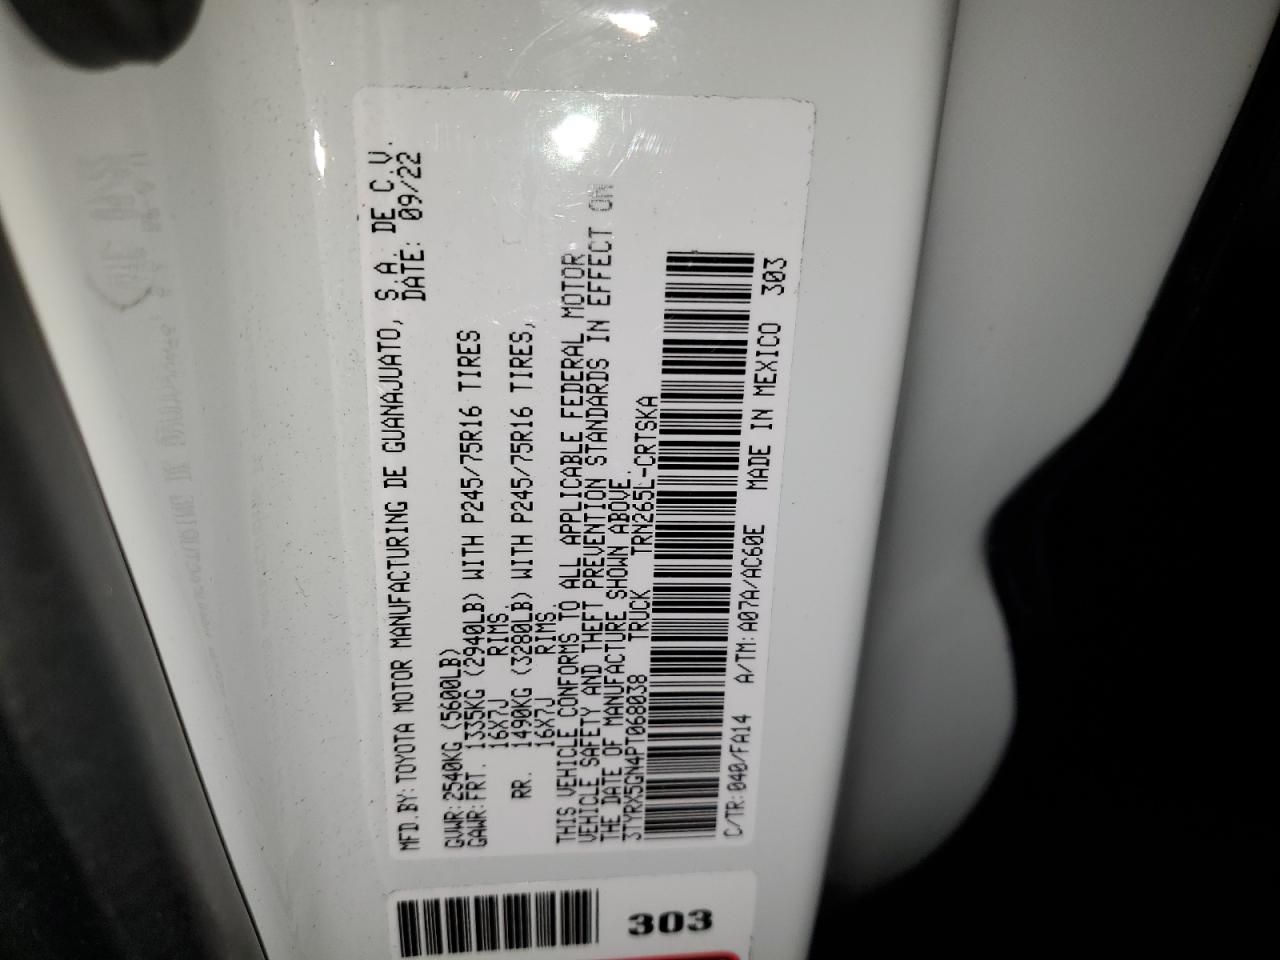 MFD.BY: TOYOTA MOTOR MANUFACTURING DE GUANAJUATO, S.A. DE C.V.
DATE: 09/22
GVWR: 2540KG (5600LB)
GAWR: FRT. 1335KG (2940LB) WITH P245/75R16 TIRES
16X7J RIMS,
RR. 1490KG (3280LB) WITH P245/75R16 TIRES,
16X7J RIMS.
THIS VEHICLE CONFORMS TO ALL APPLICABLE FEDERAL MOTOR
VEHICLE SAFETY AND THEFT PREVENTION STANDARDS IN EFFECT ON
THE DATE OF MANUFACTURE SHOWN ABOVE.
3TYRX5GN4PT068038 TRUCK TRN265L-CRTSKA
C/TR: 040/FA14 A/TM: A07A/AC60E MADE IN MEXICO 303
303